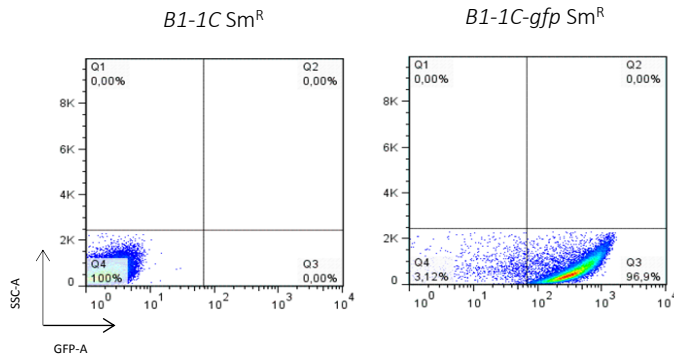 B1-1C Smᴿ
Q1
0,00%
Q2
0,00%
8K
6K
4K
2K
0
Q4
100%
Q3
0,00%
10⁰ 10¹ 10² 10³ 10⁴
B1-1C-gfp Smᴿ
Q1
0,00%
Q2
0,00%
8K
6K
4K
2K
0
Q4
3,12%
Q3
96,9%
10⁰ 10¹ 10² 10³ 10⁴
SSC-A
GFP-A